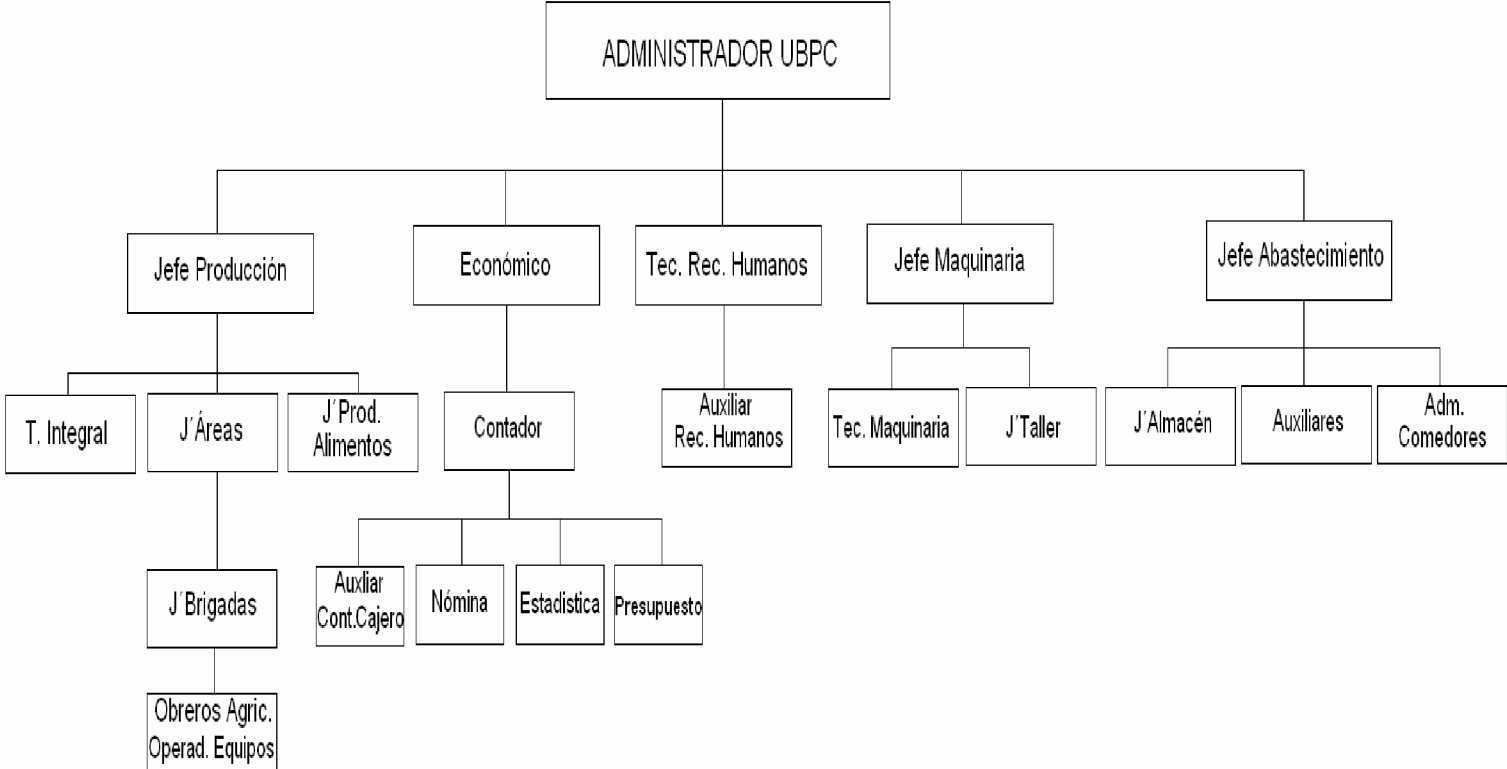 ADMINISTRADOR UBPC
Jefe Producción
Económico
Tec. Rec. Humanos
Jefe Maquinaria
Jefe Abastecimiento
T. Integral
J´Áreas
J´Prod.
Alimentos
Contador
Auxiliar
Rec. Humanos
Tec. Maquinaria
J´Taller
J´Almacén
Auxiliares
Adm.
Comedores
J´Brigadas
Auxliar
Cont.Cajero
Nómina
Estadistica
Presupuesto
Obreros Agric.
Operad. Equipos